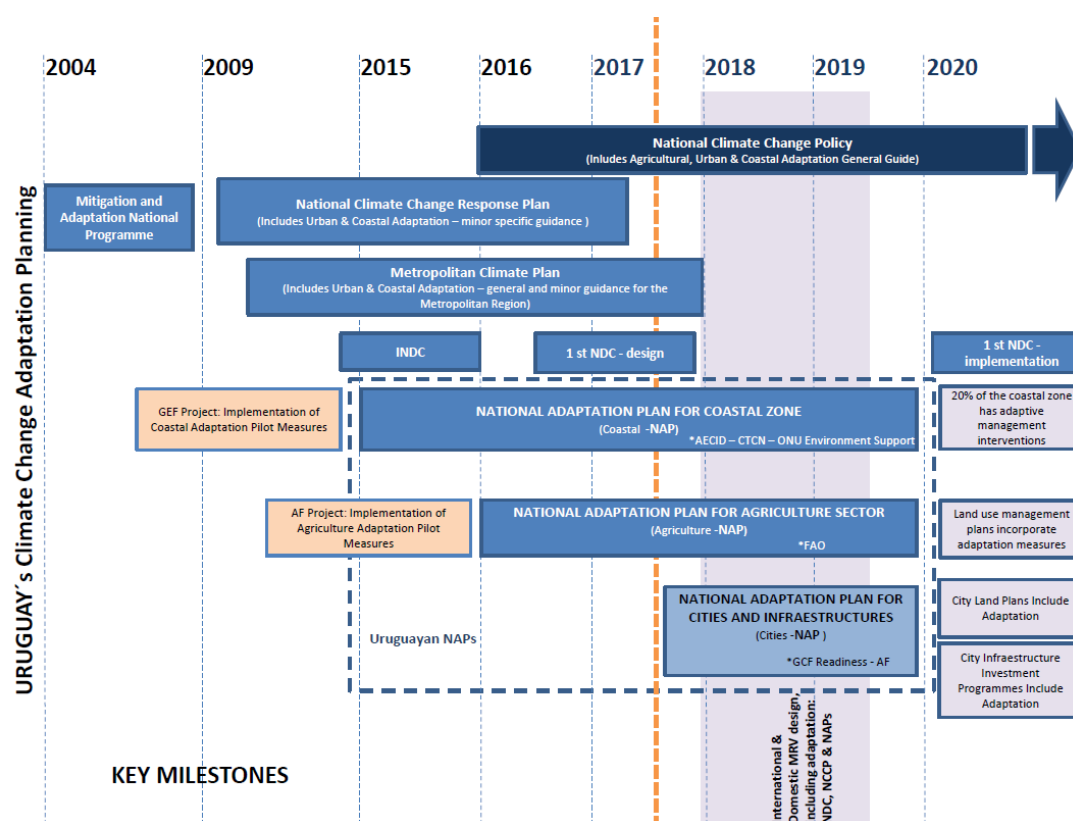 2004
2009
2015
2016
2017
2018
2019
2020
URUGUAY´s Climate Change Adaptation Planning
National Climate Change Policy
(Inludes Agricultural, Urban & Coastal Adaptation General Guide)
Mitigation and
Adaptation National
Programme
National Climate Change Response Plan
(Includes Urban & Coastal Adaptation – minor specific guidance )
Metropolitan Climate Plan
(Includes Urban & Coastal Adaptation – general and minor guidance for the
Metropolitan Region)
INDC
1 st NDC - design
1 st NDC -
implementation
GEF Project: Implementation of
Coastal Adaptation Pilot Measures
NATIONAL ADAPTATION PLAN FOR COASTAL ZONE
(Coastal -NAP)
*AECID – CTCN – ONU Environment Support
20% of the coastal zone
has adaptive
management
interventions
AF Project: Implementation of
Agriculture Adaptation Pilot
Measures
NATIONAL ADAPTATION PLAN FOR AGRICULTURE SECTOR
(Agriculture -NAP)
*FAO
Land use management
plans incorporate
adaptation measures
NATIONAL ADAPTATION PLAN FOR
CITIES AND INFRAESTRUCTURES
(Cities -NAP )
*GCF Readiness - AF
City Land Plans Include
Adaptation
Uruguayan NAPs
City Infraestructure
Investment
Programmes Include
Adaptation
International &
Domestic MRV design,
including adaptation:
NDC, NCCP & NAPs
KEY MILESTONES